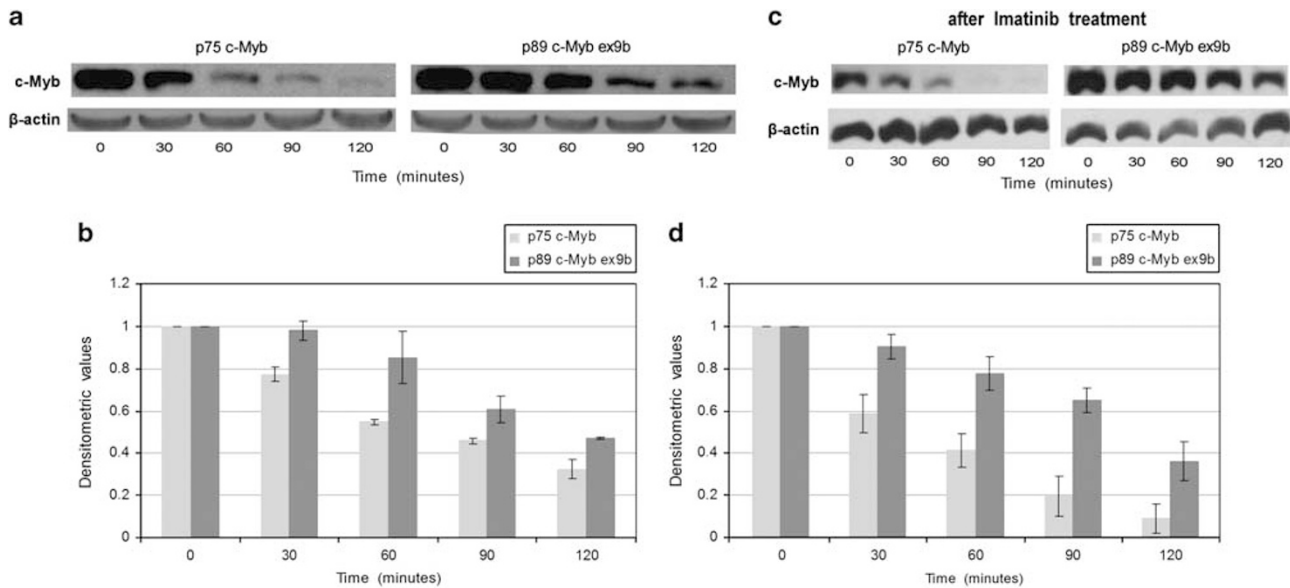 a
p75 c-Myb
p89 c-Myb ex9b
c-Myb
β-actin
0 30 60 90 120
0 30 60 90 120
Time (minutes)
c
after Imatinib treatment
p75 c-Myb
p89 c-Myb ex9b
c-Myb
β-actin
0 30 60 90 120
0 30 60 90 120
Time (minutes)
b
p75 c-Myb
p89 c-Myb ex9b
Densitometric values
1.2
1
0.8
0.6
0.4
0.2
0
0 30 60 90 120
Time (minutes)
d
p75 c-Myb
p89 c-Myb ex9b
Densitometric values
1.2
1
0.8
0.6
0.4
0.2
0
0 30 60 90 120
Time (minutes)